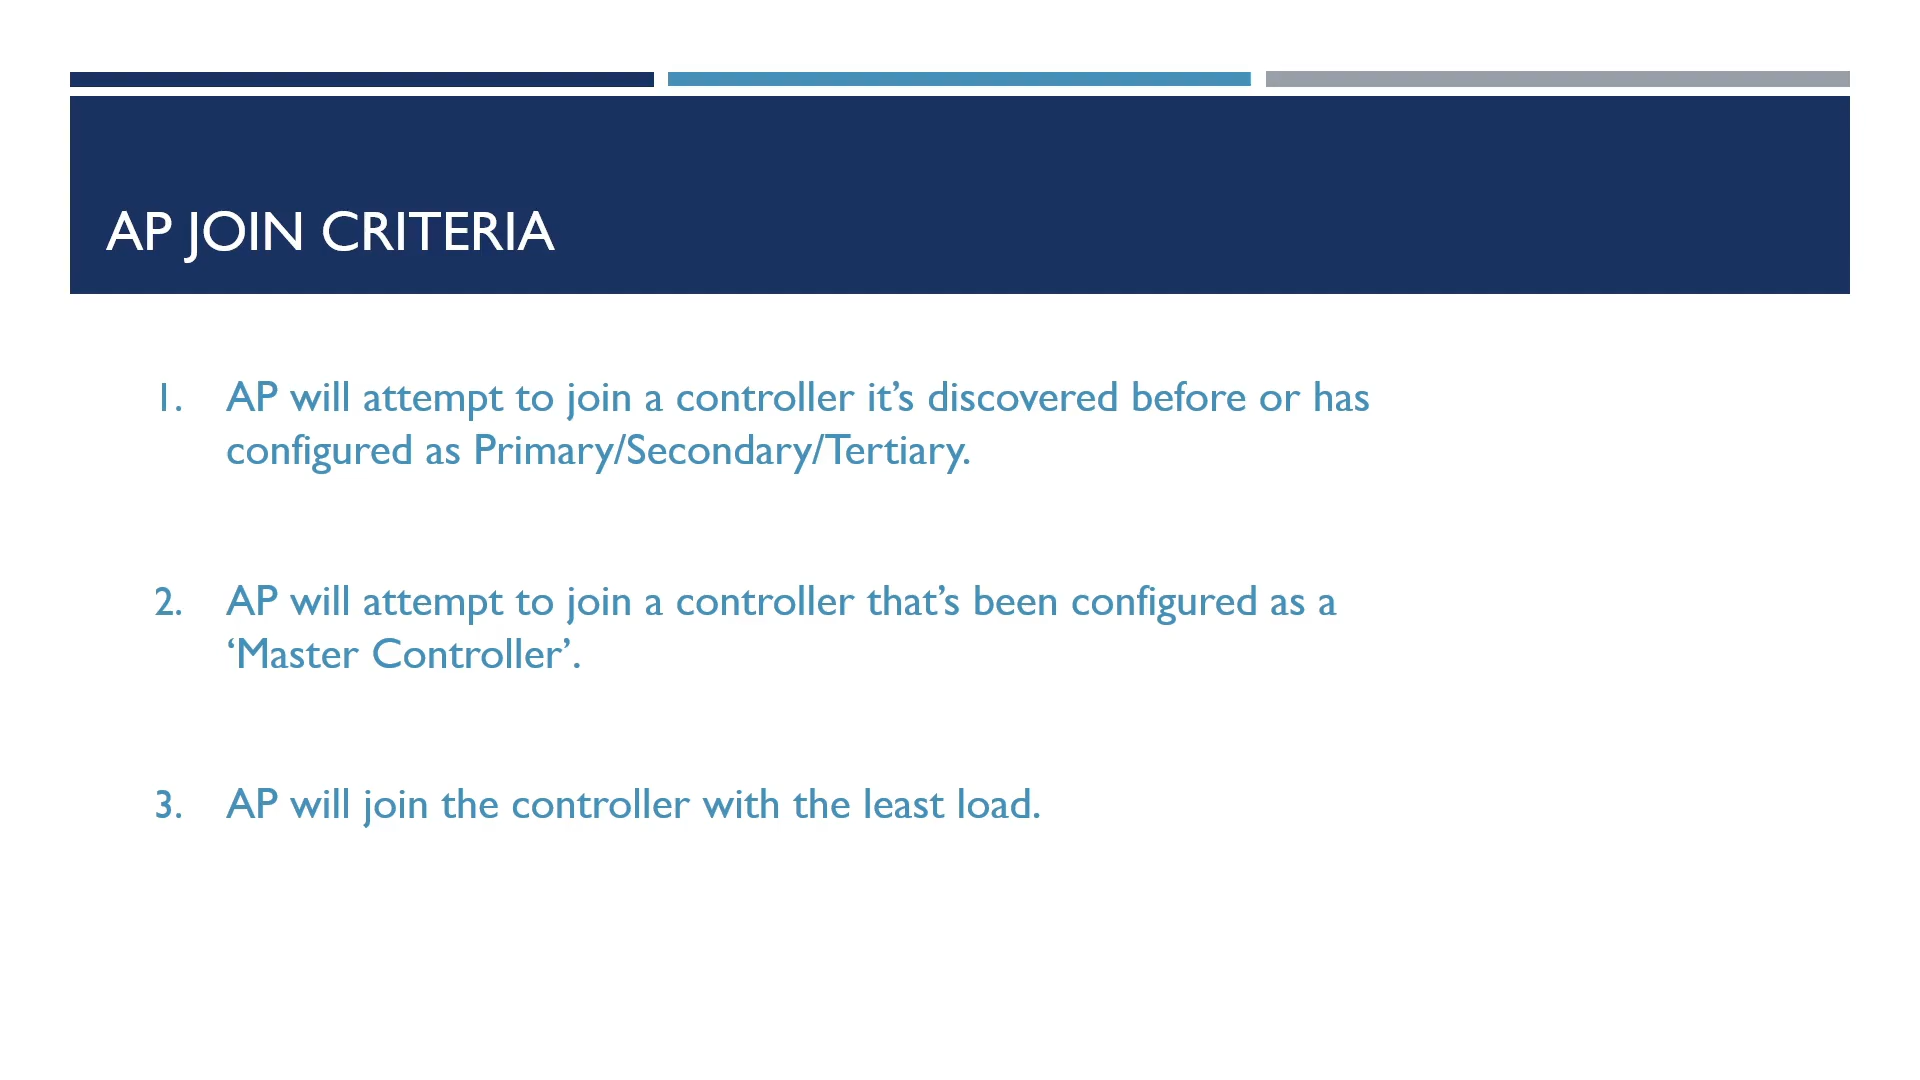 AP JOIN CRITERIA
1. AP will attempt to join a controller it’s discovered before or has
configured as Primary/Secondary/Tertiary.
2. AP will attempt to join a controller that’s been configured as a
‘Master Controller’.
3. AP will join the controller with the least load.